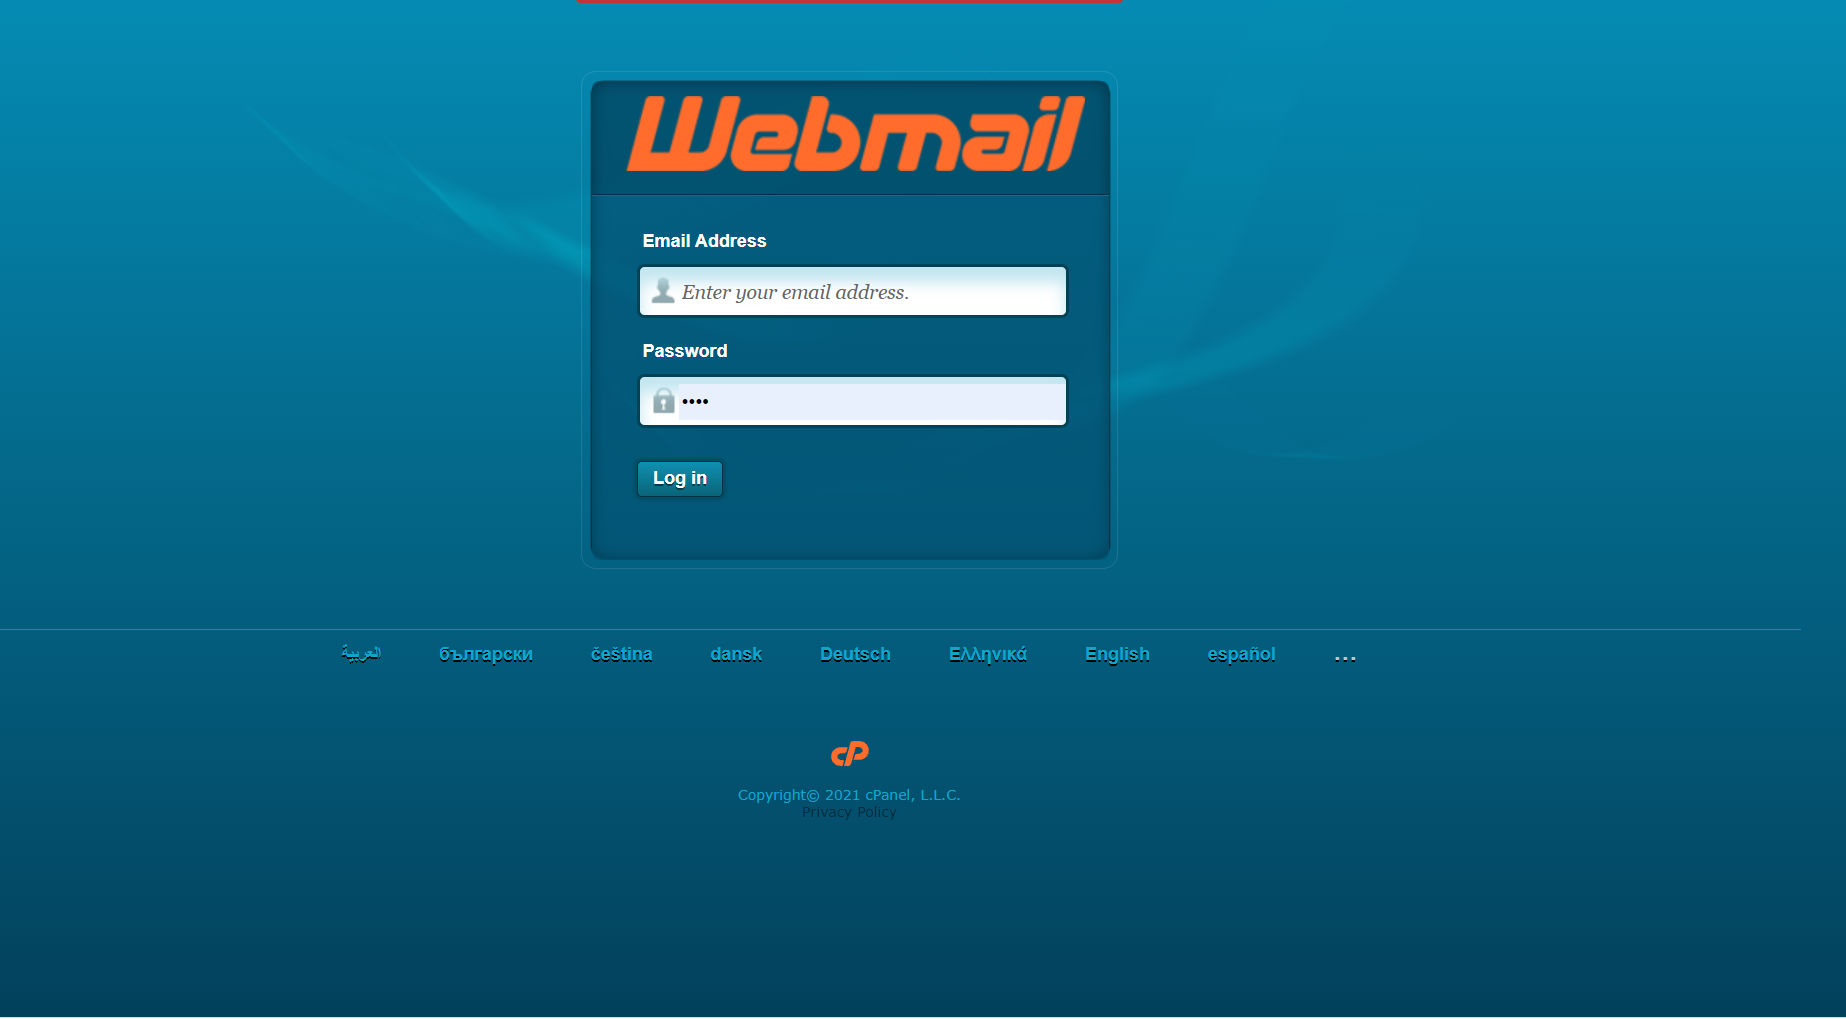 Webmail
Email Address
Enter your email address.
Password
••••
Log in
العربية
български
čeština
dansk
Deutsch
Ελληνικά
English
español
...
cP
Copyright© 2021 cPanel, L.L.C.
Privacy Policy